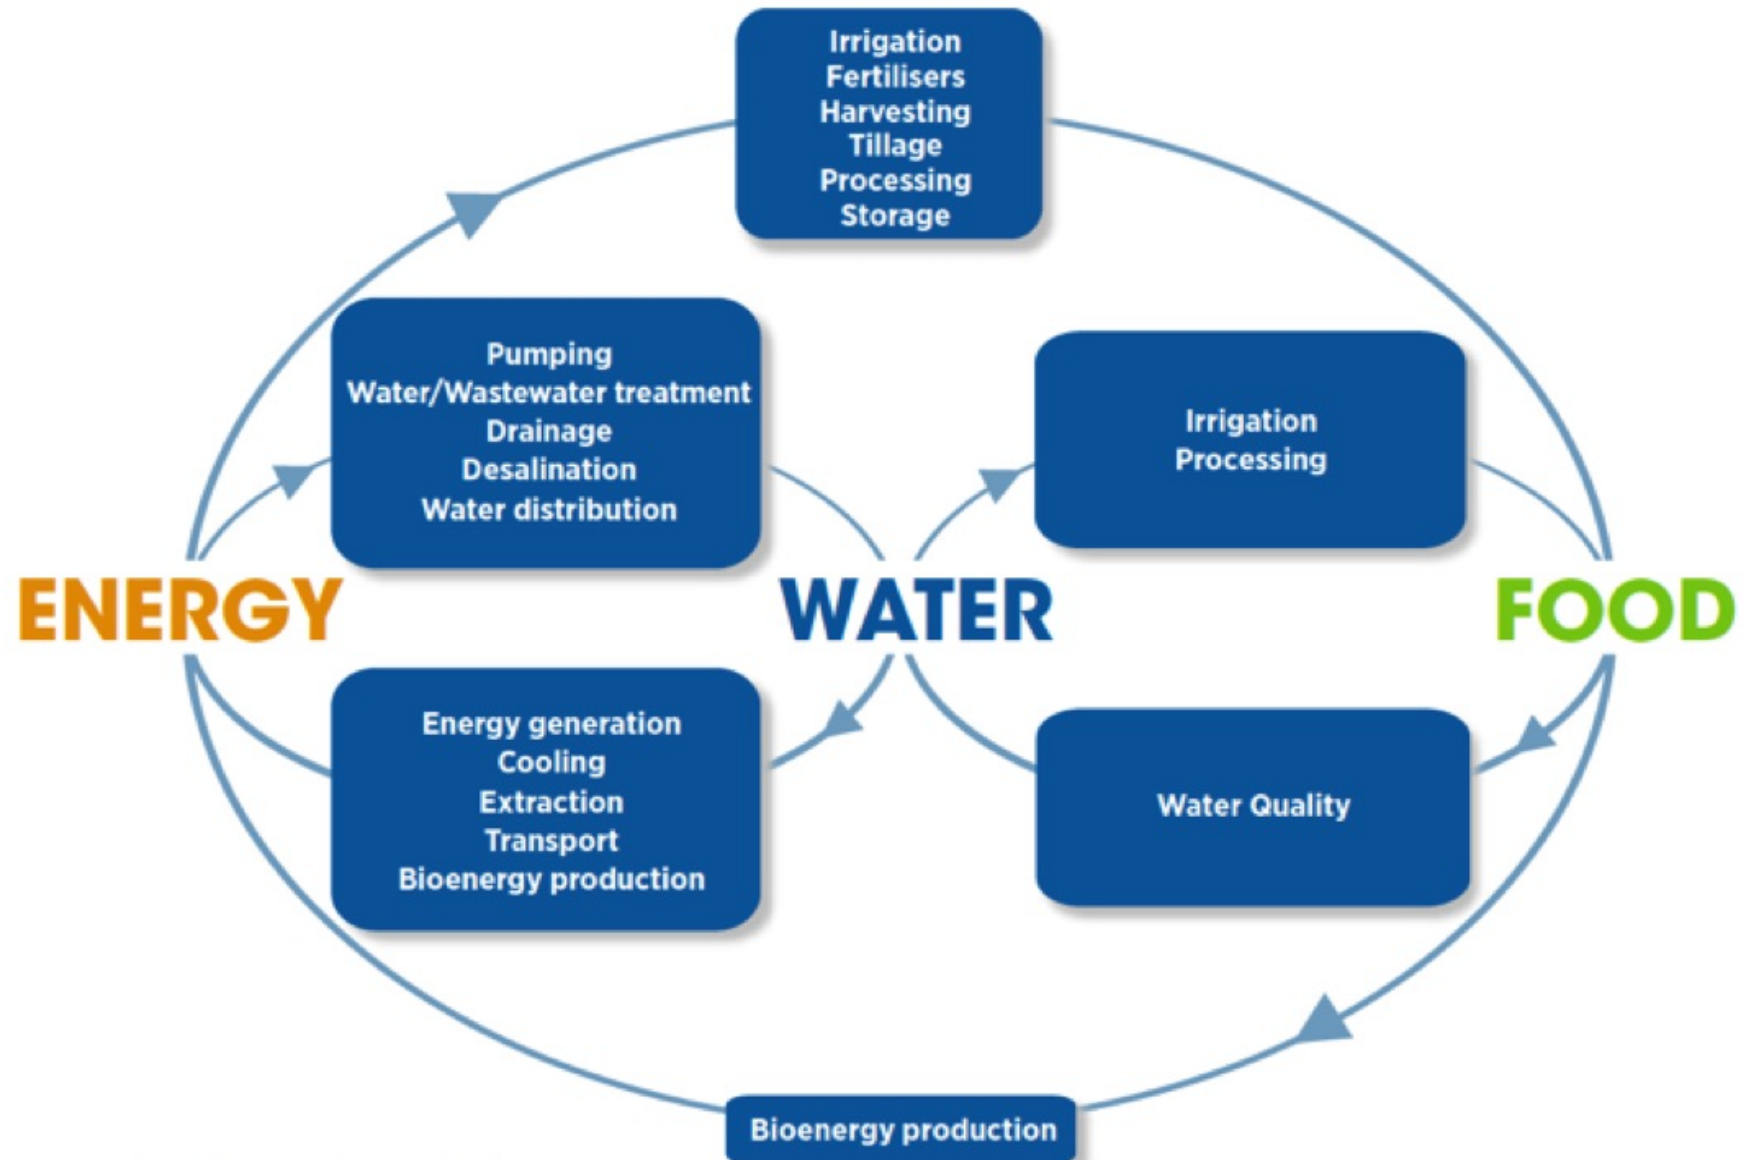 Irrigation
Fertilisers
Harvesting
Tillage
Processing
Storage
Pumping
Water/Wastewater treatment
Drainage
Desalination
Water distribution
Irrigation
Processing
ENERGY
WATER
FOOD
Energy generation
Cooling
Extraction
Transport
Bioenergy production
Water Quality
Bioenergy production